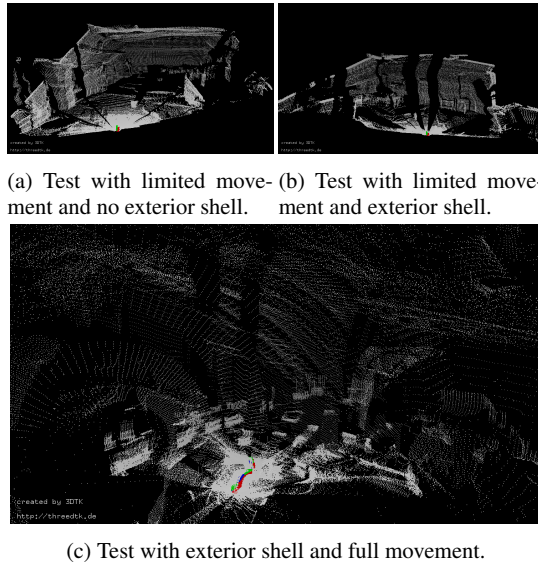 created by 3DTK
http://threedtk.de
created by 3DTK
http://threedtk.de
(a) Test with limited move-
ment and no exterior shell.
(b) Test with limited move-
ment and exterior shell.
created by 3DTK
http://threedtk.de
(c) Test with exterior shell and full movement.